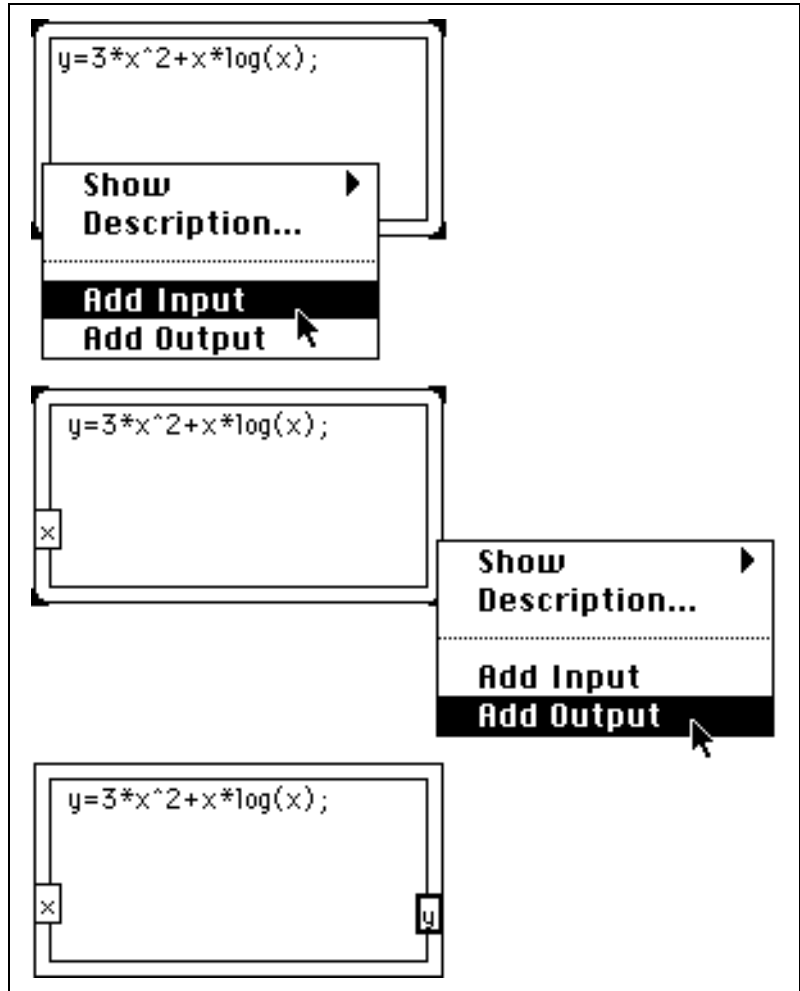 y=3*x^2+x*log(x);
Show
Description...
Add Input
Add Output
y=3*x^2+x*log(x);
x
Show
Description...
Add Input
Add Output
y=3*x^2+x*log(x);
x
y